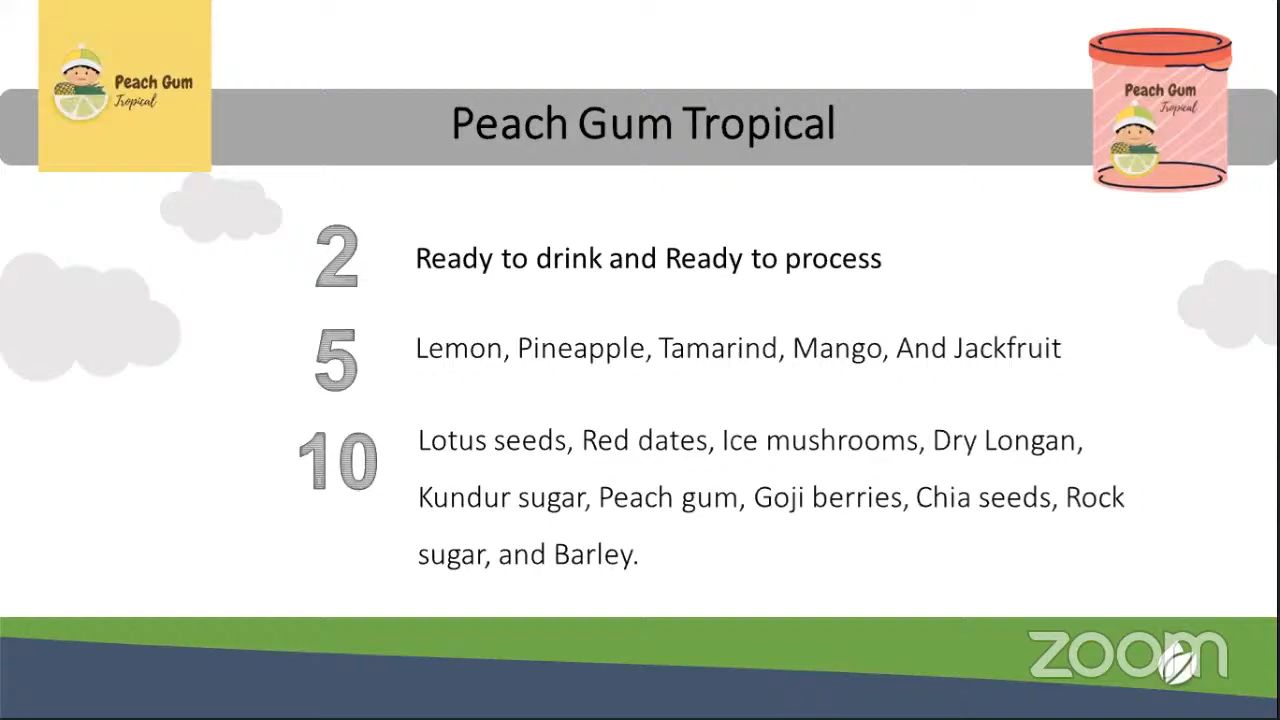 Peach Gum
Tropical
Peach Gum Tropical
Peach Gum
Tropical
2
Ready to drink and Ready to process
5
Lemon, Pineapple, Tamarind, Mango, And Jackfruit
10
Lotus seeds, Red dates, Ice mushrooms, Dry Longan,
Kundur sugar, Peach gum, Goji berries, Chia seeds, Rock
sugar, and Barley.
zoom